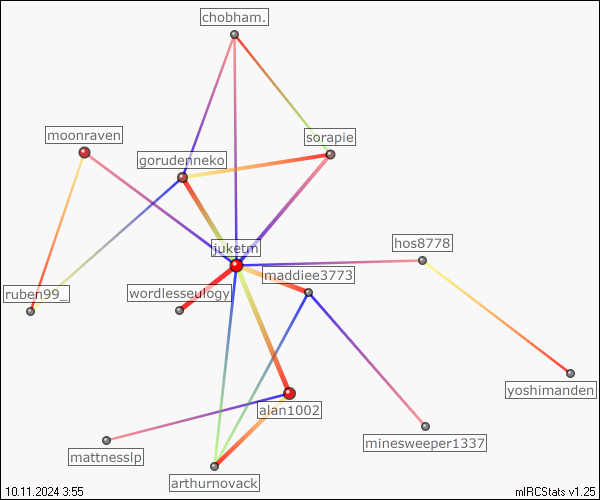 chobham.
moonraven
sorapie
gorudenneko
juketm
hos8778
maddiee3773
ruben99_
wordlesseulogy
yoshimanden
alan1002
minesweeper1337
mattnesslp
arthurnovack
10.11.2024 3:55
mIRCStats v1.25